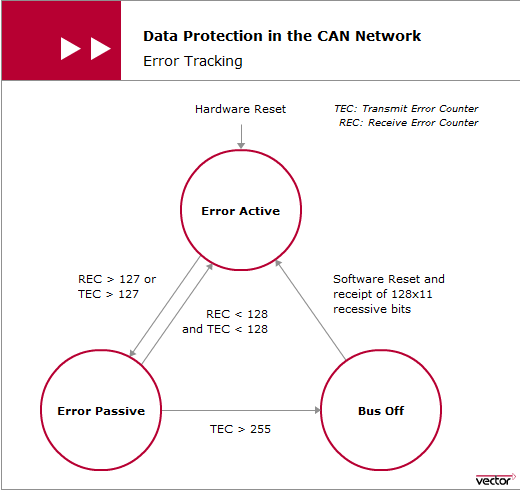 Data Protection in the CAN Network
Error Tracking
Hardware Reset
TEC: Transmit Error Counter
REC: Receive Error Counter
Error Active
REC > 127 or
TEC > 127
REC < 128
and TEC < 128
Software Reset and
receipt of 128x11
recessive bits
Error Passive
TEC > 255
Bus Off
vector